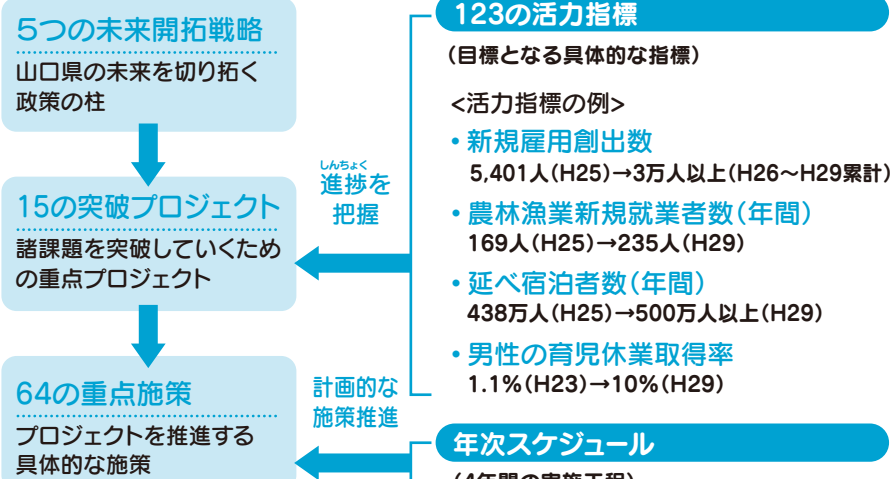 5つの未来開拓戦略
山口県の未来を切り拓く
政策の柱
15の突破プロジェクト
諸課題を突破していくため
の重点プロジェクト
64の重点施策
プロジェクトを推進する
具体的な施策
しんちょく
進捗を
把握
計画的な
施策推進
123の活力指標
(目標となる具体的な指標)
<活力指標の例>
・新規雇用創出数
5,401人(H25)→3万人以上(H26〜H29累計)
・農林漁業新規就業者数(年間)
169人(H25)→235人(H29)
・延べ宿泊者数(年間)
438万人(H25)→500万人以上(H29)
・男性の育児休業取得率
1.1%(H23)→10%(H29)
年次スケジュール
(4年間の実施工程)